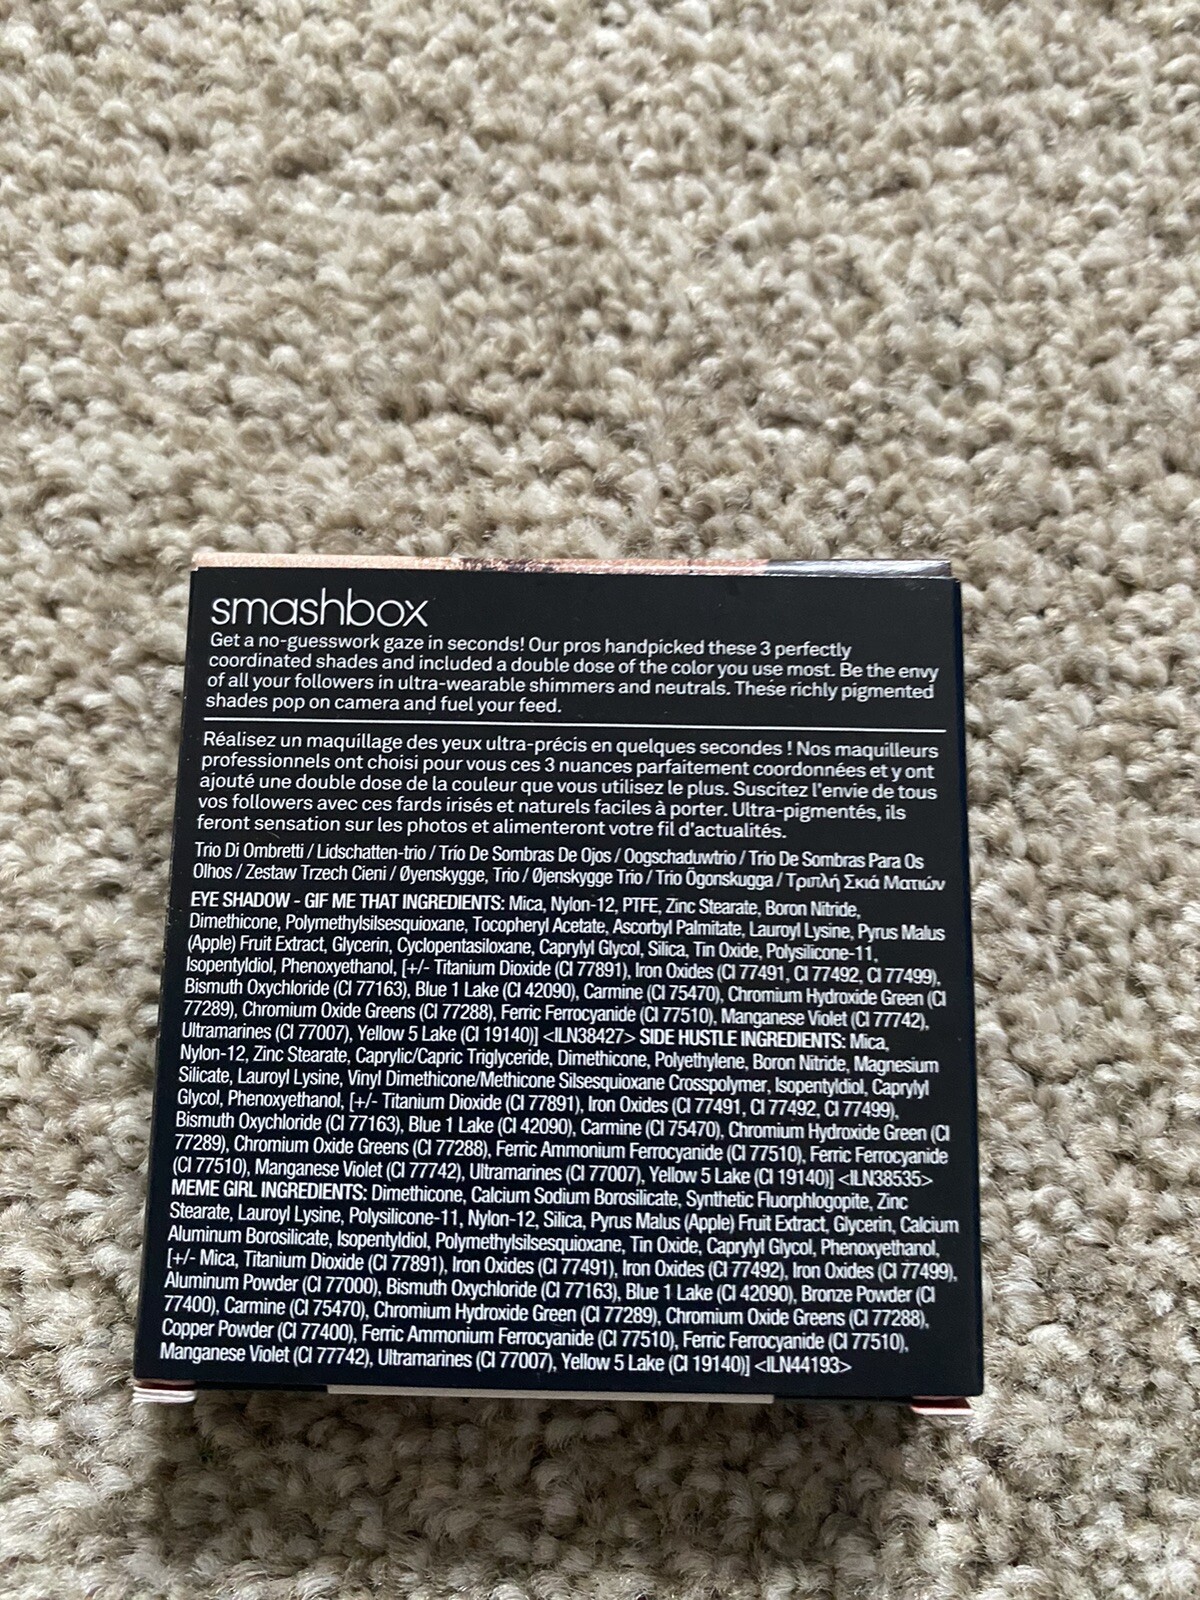 smashbox
Get a no-guesswork gaze in seconds! Our pros handpicked these 3 perfectly
coordinated shades and included a double dose of the color you use most. Be the envy
of all your followers in ultra-wearable shimmers and neutrals. These richly pigmented
shades pop on camera and fuel your feed.
Réalisez un maquillage des yeux ultra-précis en quelques secondes ! Nos maquilleurs
professionnels ont choisi pour vous ces 3 nuances parfaitement coordonnées et y ont
ajouté une double dose de la couleur que vous utilisez le plus. Suscitez l'envie de tous
vos followers avec ces fards irisés et naturels faciles à porter. Ultra-pigmentés, ils
feront sensation sur les photos et alimenteront votre fil d'actualités.
Trio Di Ombretti / Lidschatten-trio / Trío De Sombras De Ojos / Oogschaduwtrio / Trio De Sombras Para Os
Olhos / Zestaw Trzech Cieni / Øyenskygge, Trio / Øjenskygge Trio / Trio Ögonskugga / Τριπλή Σκιά Ματιών
EYE SHADOW - GIF ME THAT INGREDIENTS: Mica, Nylon-12, PTFE, Zinc Stearate, Boron Nitride,
Dimethicone, Polymethylsilsesquioxane, Tocopheryl Acetate, Ascorbyl Palmitate, Lauroyl Lysine, Pyrus Malus
(Apple) Fruit Extract, Glycerin, Cyclopentasiloxane, Caprylyl Glycol, Silica, Tin Oxide, Polysilicone-11,
Isopentyldiol, Phenoxyethanol, [+/- Titanium Dioxide (CI 77891), Iron Oxides (CI 77491, CI 77492, CI 77499),
Bismuth Oxychloride (CI 77163), Blue 1 Lake (CI 42090), Carmine (CI 75470), Chromium Hydroxide Green (CI
77289), Chromium Oxide Greens (CI 77288), Ferric Ferrocyanide (CI 77510), Manganese Violet (CI 77742),
Ultramarines (CI 77007), Yellow 5 Lake (CI 19140)] <ILN38427> SIDE HUSTLE INGREDIENTS: Mica,
Nylon-12, Zinc Stearate, Caprylic/Capric Triglyceride, Dimethicone, Polyethylene, Boron Nitride, Magnesium
Silicate, Lauroyl Lysine, Vinyl Dimethicone/Methicone Silsesquioxane Crosspolymer, Isopentyldiol, Caprylyl
Glycol, Phenoxyethanol, [+/- Titanium Dioxide (CI 77891), Iron Oxides (CI 77491, CI 77492, CI 77499),
Bismuth Oxychloride (CI 77163), Blue 1 Lake (CI 42090), Carmine (CI 75470), Chromium Hydroxide Green (CI
77289), Chromium Oxide Greens (CI 77288), Ferric Ammonium Ferrocyanide (CI 77510), Ferric Ferrocyanide
(CI 77510), Manganese Violet (CI 77742), Ultramarines (CI 77007), Yellow 5 Lake (CI 19140)] <ILN38535>
MEME GIRL INGREDIENTS: Dimethicone, Calcium Sodium Borosilicate, Synthetic Fluorphlogopite, Zinc
Stearate, Lauroyl Lysine, Polysilicone-11, Nylon-12, Silica, Pyrus Malus (Apple) Fruit Extract, Glycerin, Calcium
Aluminum Borosilicate, Isopentyldiol, Polymethylsilsesquioxane, Tin Oxide, Caprylyl Glycol, Phenoxyethanol,
[+/- Mica, Titanium Dioxide (CI 77891), Iron Oxides (CI 77491), Iron Oxides (CI 77492), Iron Oxides (CI 77499),
Aluminum Powder (CI 77000), Bismuth Oxychloride (CI 77163), Blue 1 Lake (CI 42090), Bronze Powder (CI
77400), Carmine (CI 75470), Chromium Hydroxide Green (CI 77289), Chromium Oxide Greens (CI 77288),
Copper Powder (CI 77400), Ferric Ammonium Ferrocyanide (CI 77510), Ferric Ferrocyanide (CI 77510),
Manganese Violet (CI 77742), Ultramarines (CI 77007), Yellow 5 Lake (CI 19140)] <ILN44193>